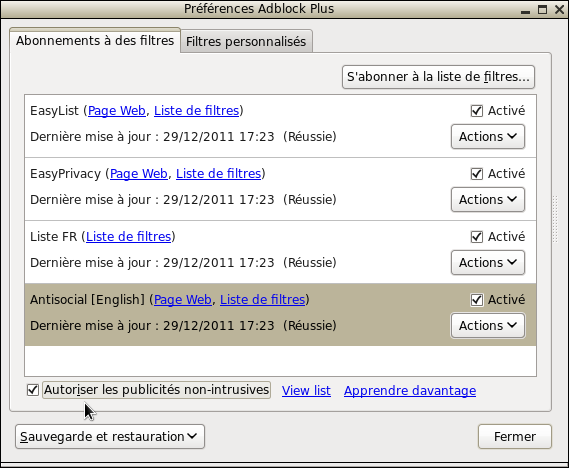 Préférences Adblock Plus
Abonnements à des filtres Filtres personnalisés
S'abonner à la liste de filtres...
EasyList (Page Web, Liste de filtres) Activé
Dernière mise à jour : 29/12/2011 17:23 (Réussie) Actions
EasyPrivacy (Page Web, Liste de filtres) Activé
Dernière mise à jour : 29/12/2011 17:23 (Réussie) Actions
Liste FR (Liste de filtres) Activé
Dernière mise à jour : 29/12/2011 17:23 (Réussie) Actions
Antisocial [English] (Page Web, Liste de filtres) Activé
Dernière mise à jour : 29/12/2011 17:23 (Réussie) Actions
Autoriser les publicités non-intrusives View list Apprendre davantage
Sauvegarde et restauration Fermer